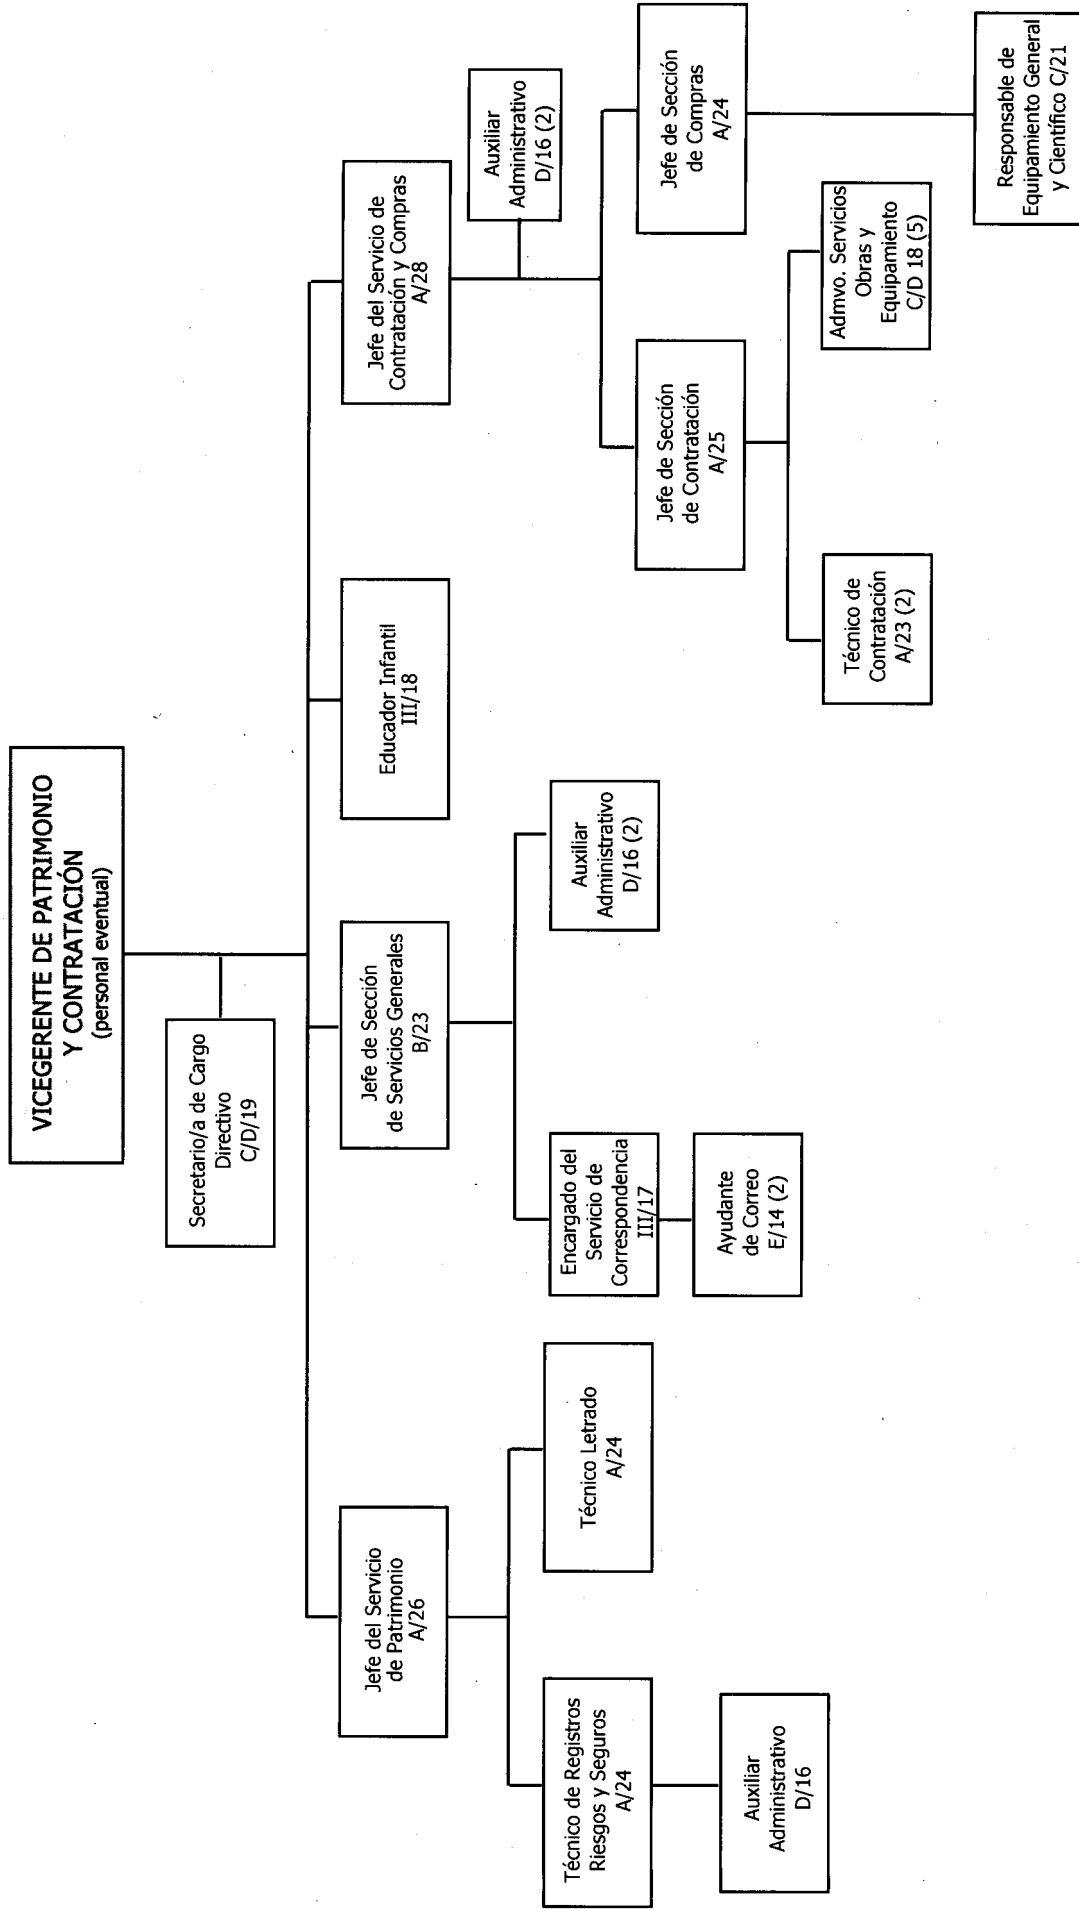 VICEGERENTE DE PATRIMONIO
Y CONTRATACIÓN
(personal eventual)
Secretario/a de Cargo
Directivo
C/D/19
Jefe del Servicio
de Patrimonio
A/26
Jefe de Sección
de Servicios Generales
B/23
Educador Infantil
III/18
Jefe del Servicio de
Contratación y Compras
A/28
Auxiliar
Administrativo
D/16 (2)
Técnico de Registros
Riesgos y Seguros
A/24
Técnico Letrado
A/24
Auxiliar
Administrativo
D/16
Encargado del
Servicio de
Correspondencia
III/17
Auxiliar
Administrativo
D/16 (2)
Ayudante
de Correo
E/14 (2)
Jefe de Sección
de Contratación
A/25
Jefe de Sección
de Compras
A/24
Técnico de
Contratación
A/23 (2)
Admvo. Servicios
Obras y
Equipamiento
C/D 18 (5)
Responsable de
Equipamiento General
y Científico C/21